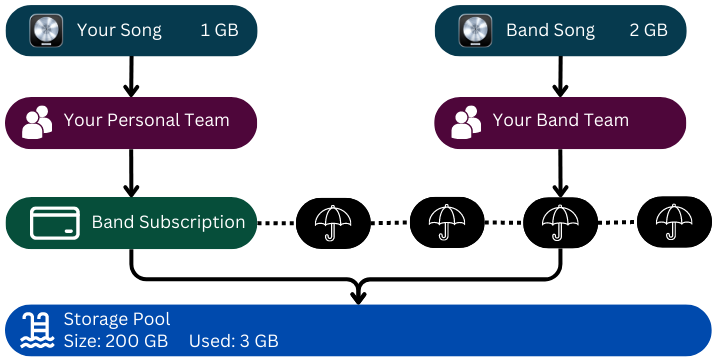 Your Song 1 GB
Band Song 2 GB
Your Personal Team
Your Band Team
Band Subscription
Storage Pool
Size: 200 GB Used: 3 GB